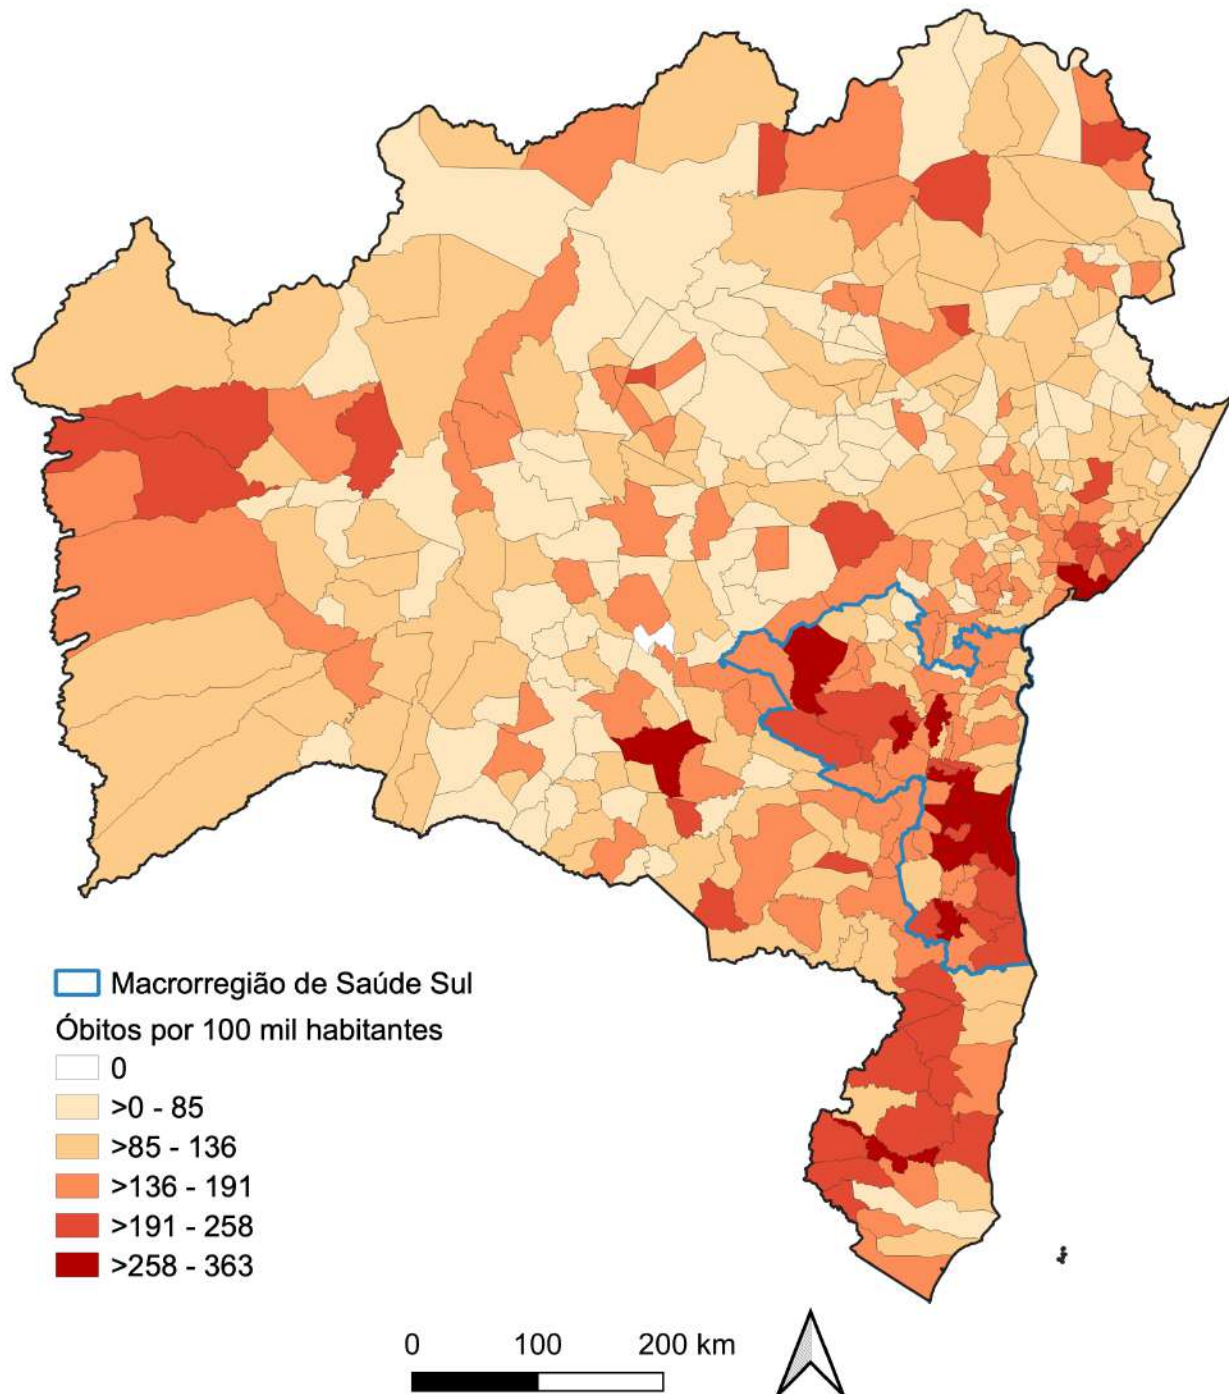 Macrorregião de Saúde Sul
Óbitos por 100 mil habitantes
0
>0 - 85
>85 - 136
>136 - 191
>191 - 258
>258 - 363
0 100 200 km